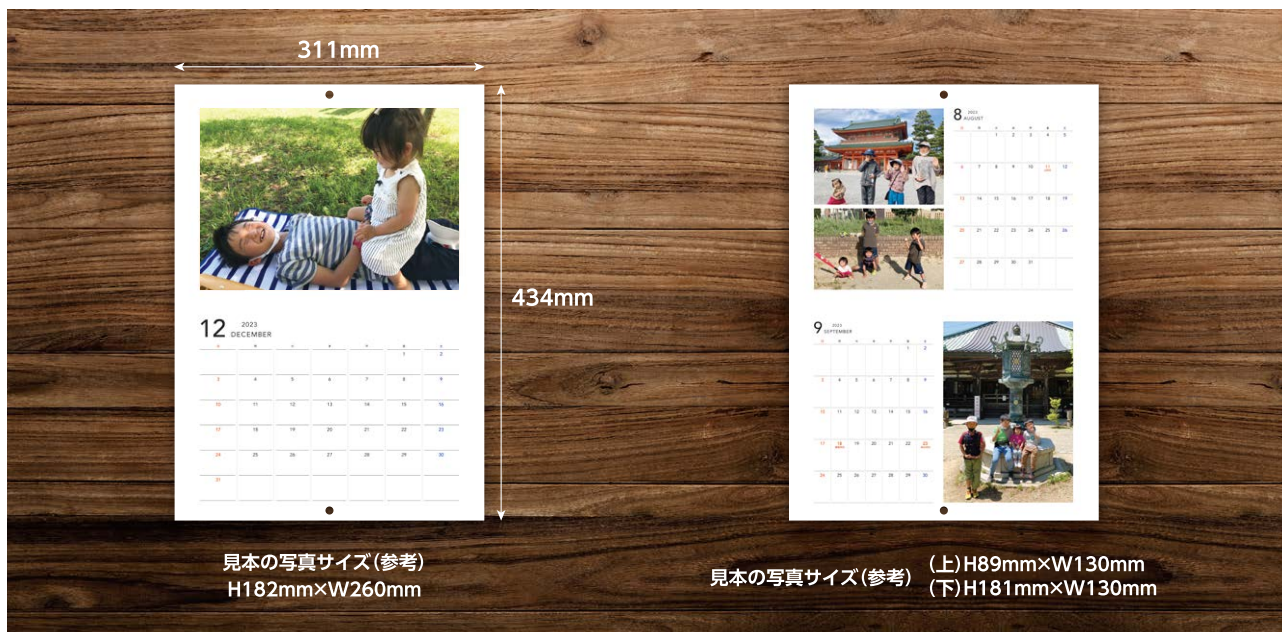 311mm
434mm
12 2023
DECEMBER
1 2
3 4 5 6 7 8 9
10 11 12 13 14 15 16
17 18 19 20 21 22 23
24 25 26 27 28 29 30
31
見本の写真サイズ(参考)
H182mm×W260mm
8 2023
AUGUST
1 2 3 4 5
6 7 8 9 10 11 12
13 14 15 16 17 18 19
20 21 22 23 24 25 26
27 28 29 30 31
9 2023
SEPTEMBER
1 2
3 4 5 6 7 8 9
10 11 12 13 14 15 16
17 18 19 20 21 22 23
24 25 26 27 28 29 30
見本の写真サイズ(参考)
(上)H89mm×W130mm
(下)H181mm×W130mm